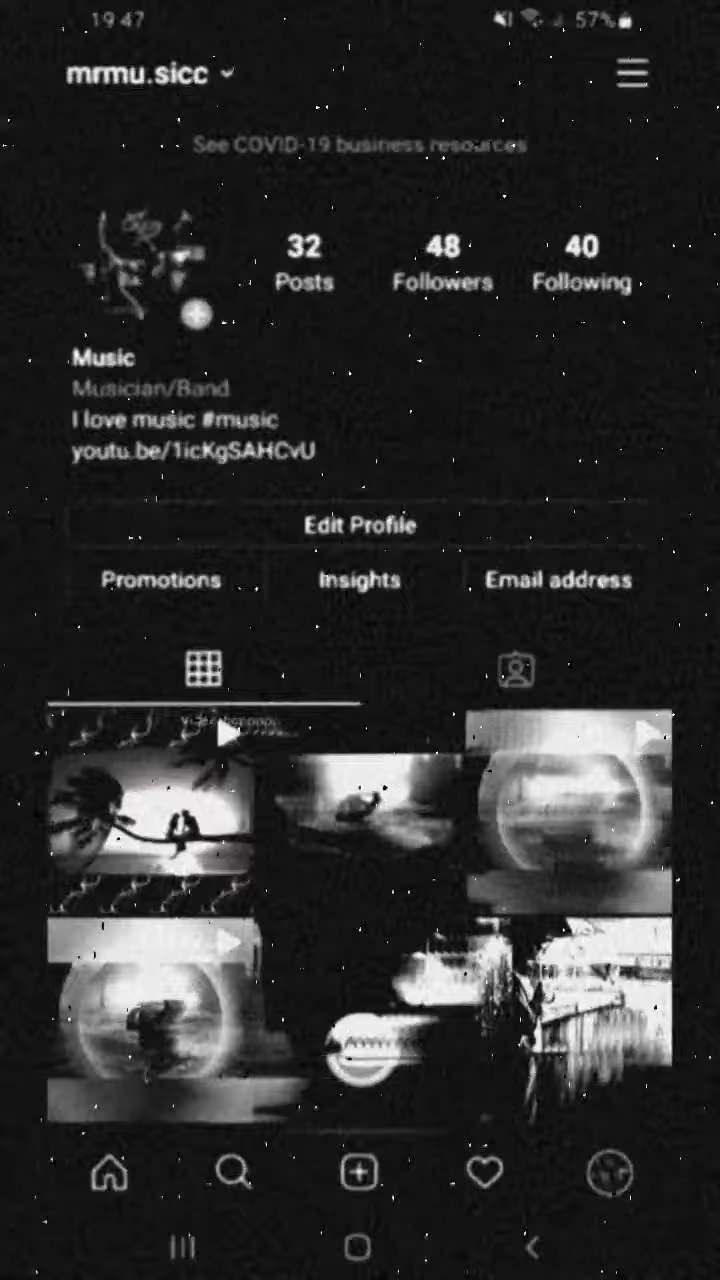 19 47
57%
mrmu.sicc
See COVID-19 business resources
32 48 40
Posts Followers Following
Music
Musician/Band
I love music #music
youtu.be/1icKgSAHCvU
Edit Profile
Promotions Insights Email address